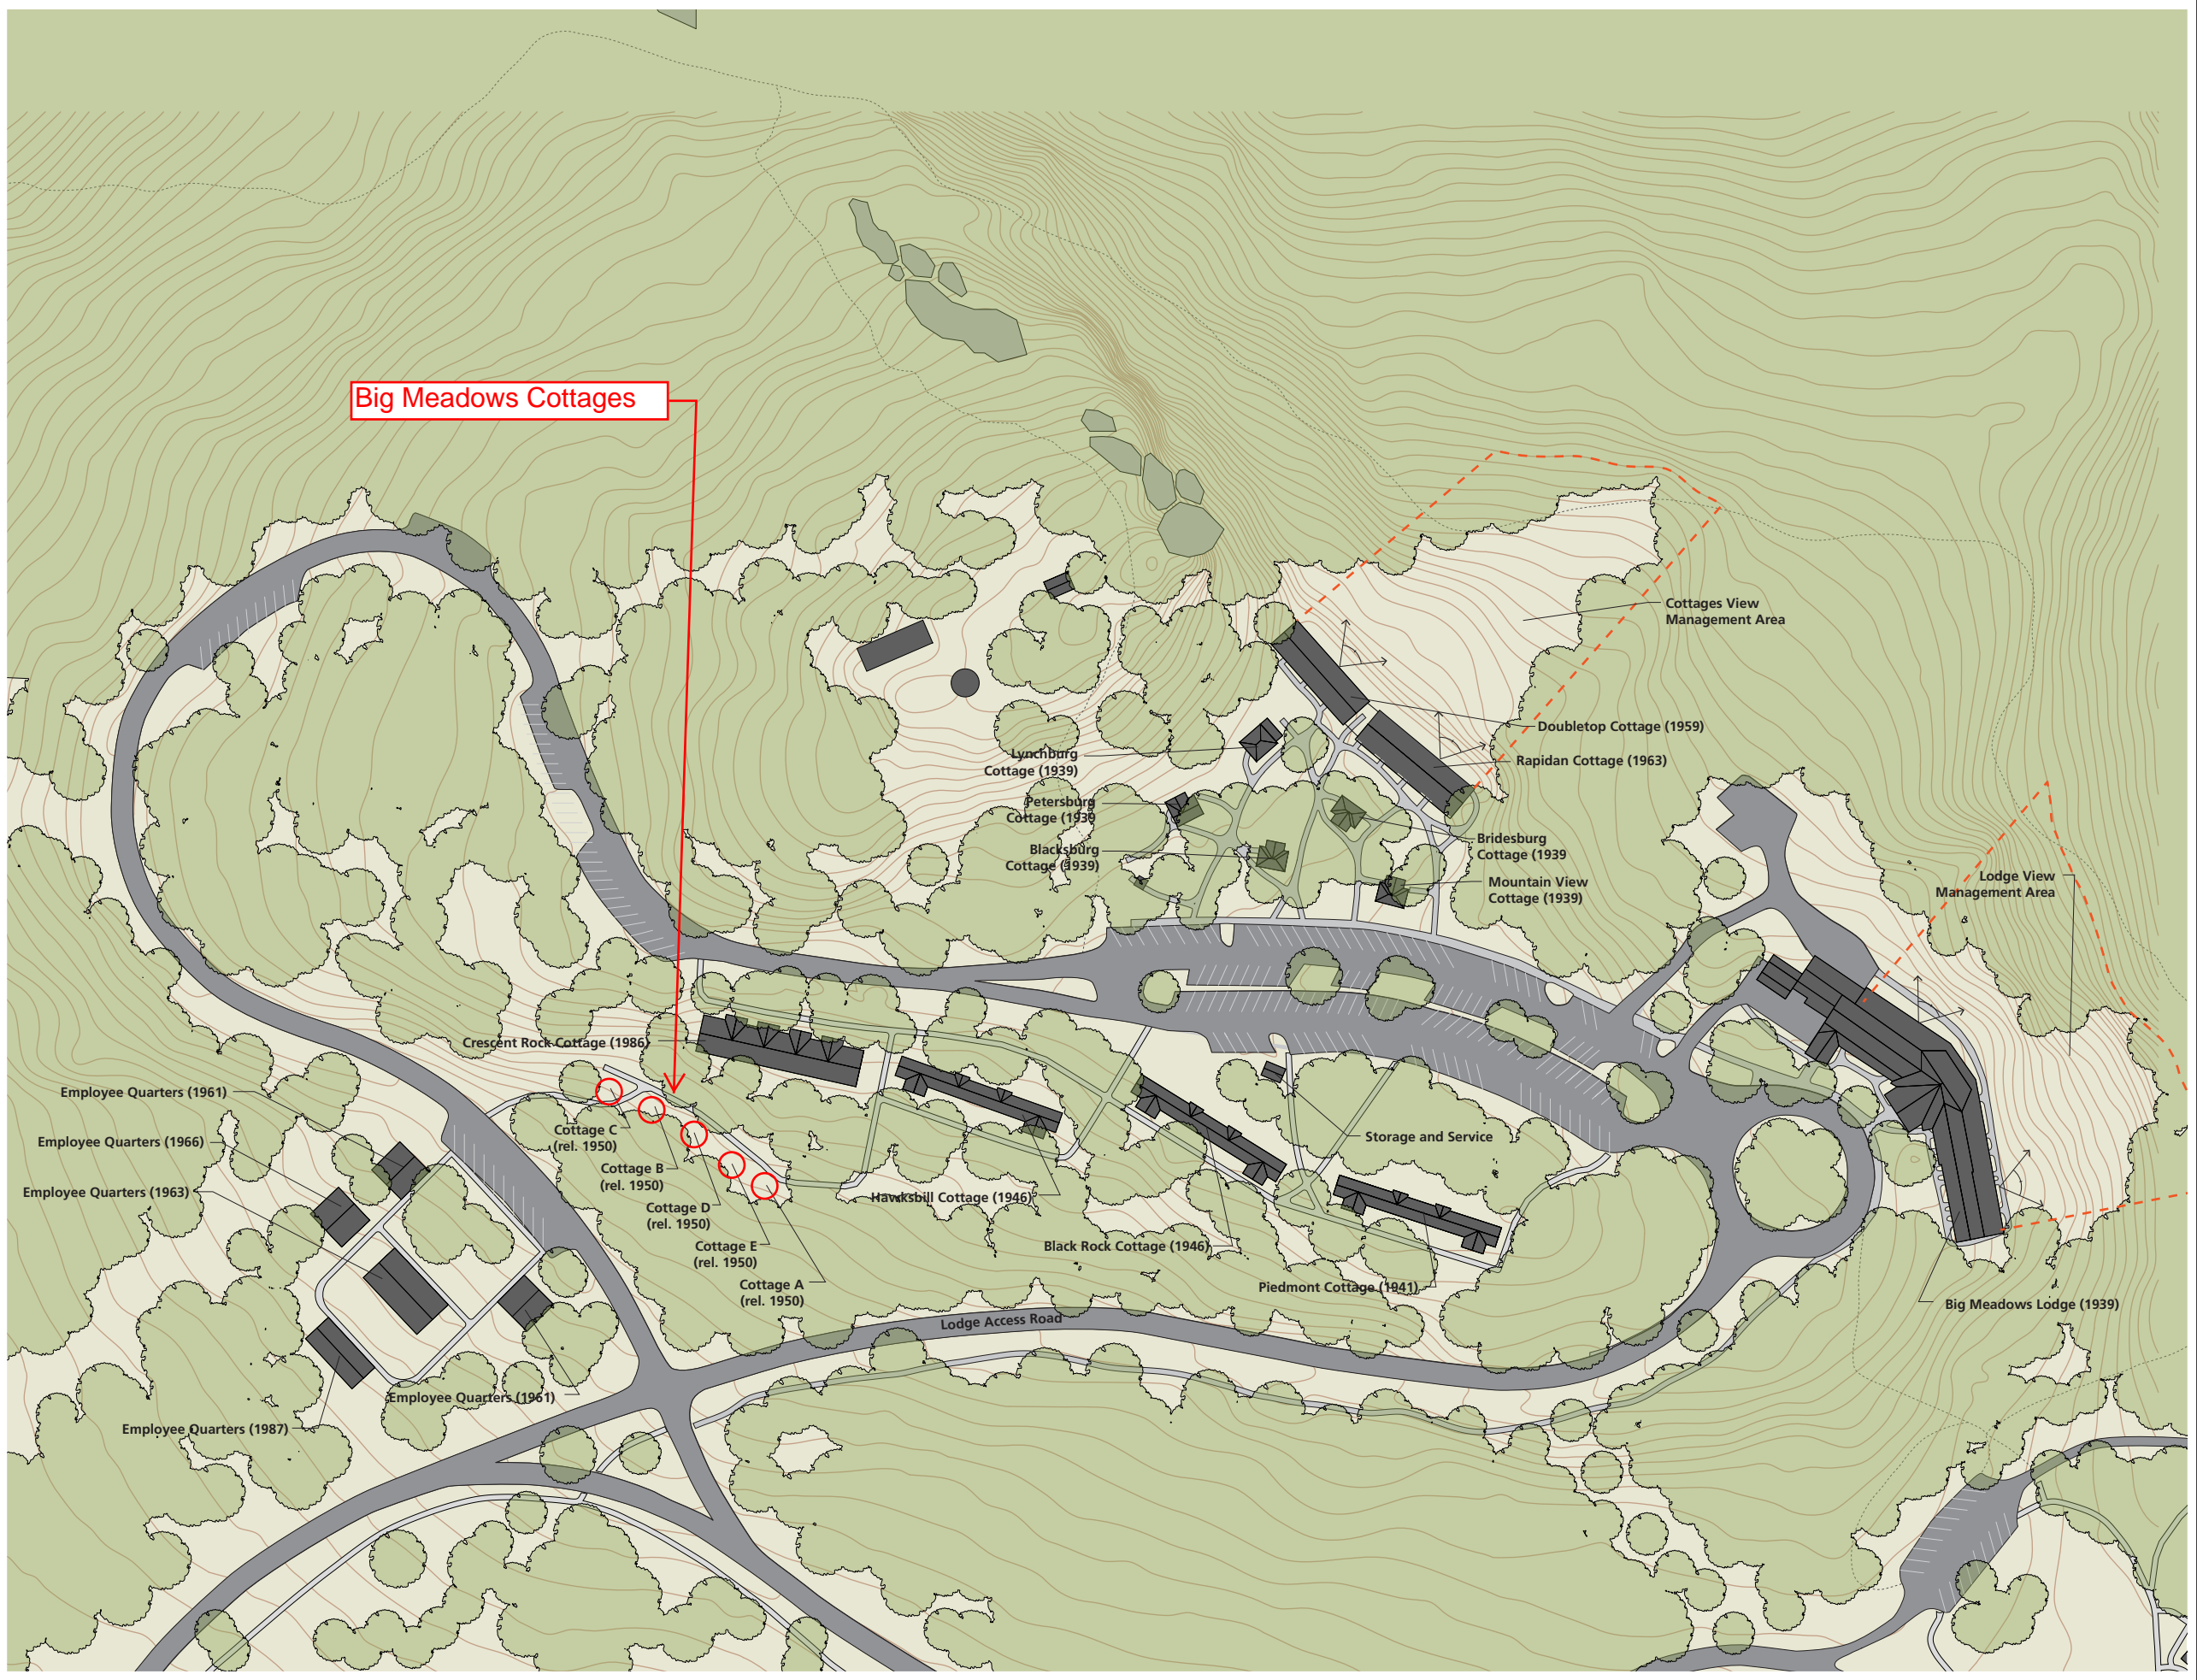 Big Meadows Cottages
Cottages View
Management Area
Doubletop Cottage (1959)
Rapidan Cottage (1963)
Lynchburg
Cottage (1939)
Petersburg
Cottage (1939
Blacksburg
Cottage (1939)
Bridesburg
Cottage (1939
Mountain View
Cottage (1939)
Lodge View
Management Area
Crescent Rock Cottage (1986)
Employee Quarters (1961)
Employee Quarters (1966)
Employee Quarters (1963)
Cottage C
(rel. 1950)
Cottage B
(rel. 1950)
Cottage D
(rel. 1950)
Cottage E
(rel. 1950)
Cottage A
(rel. 1950)
Hawksbill Cottage (1946)
Storage and Service
Black Rock Cottage (1946)
Piedmont Cottage (1941)
Big Meadows Lodge (1939)
Lodge Access Road
Employee Quarters (1961)
Employee Quarters (1987)